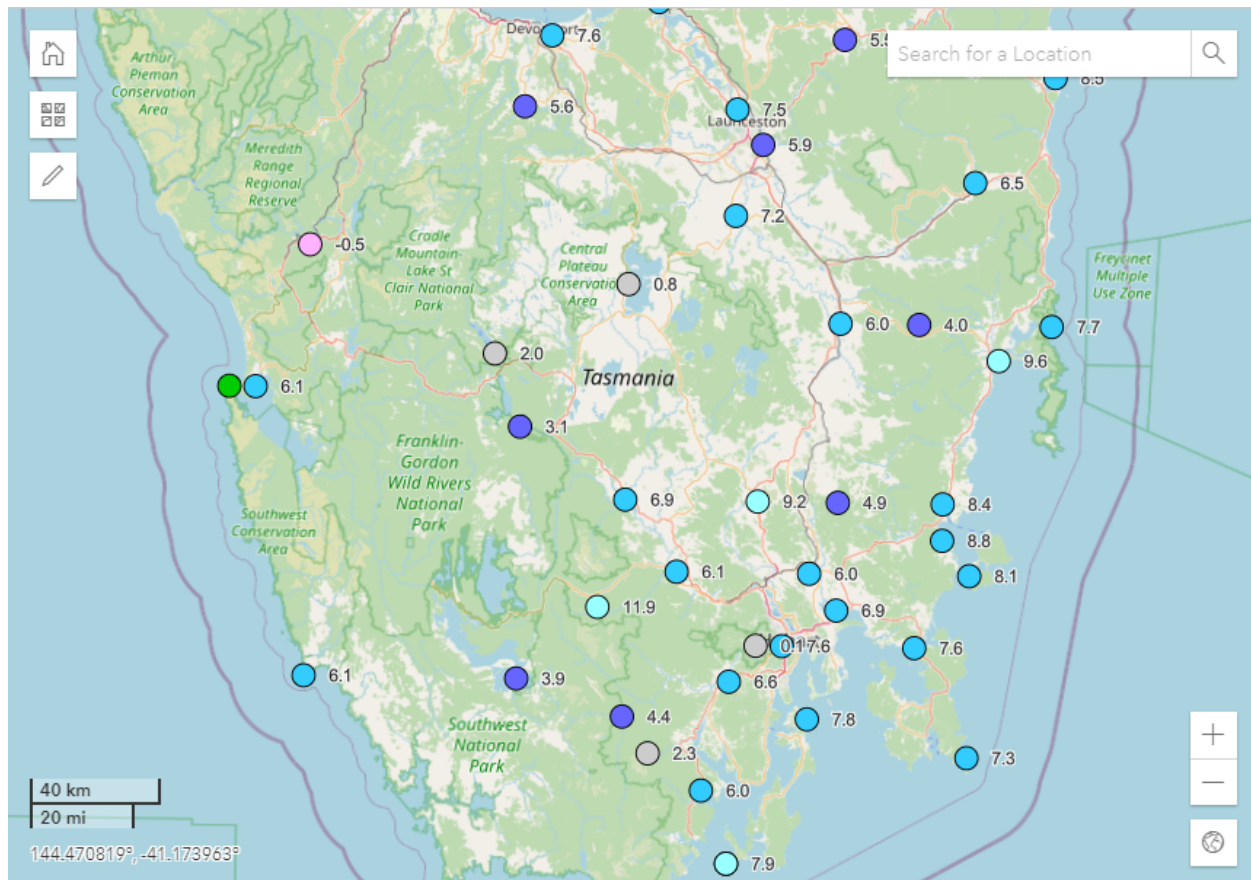 Devonport
7.6
5.5
Search for a Location
8.5
Arthur
Pieman
Conservation
Area
5.6
7.5
Launceston
5.9
Meredith
Range
Regional
Reserve
6.5
7.2
-0.5
Cradle
Mountain-
Lake St
Clair National
Park
Central
Plateau
Conservation
Area
0.8
Freycinet
Multiple
Use Zone
6.0
4.0
7.7
2.0
9.6
Tasmania
6.1
3.1
Franklin-
Gordon
Wild Rivers
National
Park
6.9
9.2
4.9
8.4
Southwest
Conservation
Area
8.8
6.1
6.0
8.1
11.9
6.9
0.1
7.6
7.6
6.1
3.9
6.6
4.4
7.8
Southwest
National
Park
2.3
7.3
6.0
40 km
20 mi
144.470819°, -41.173963°
7.9